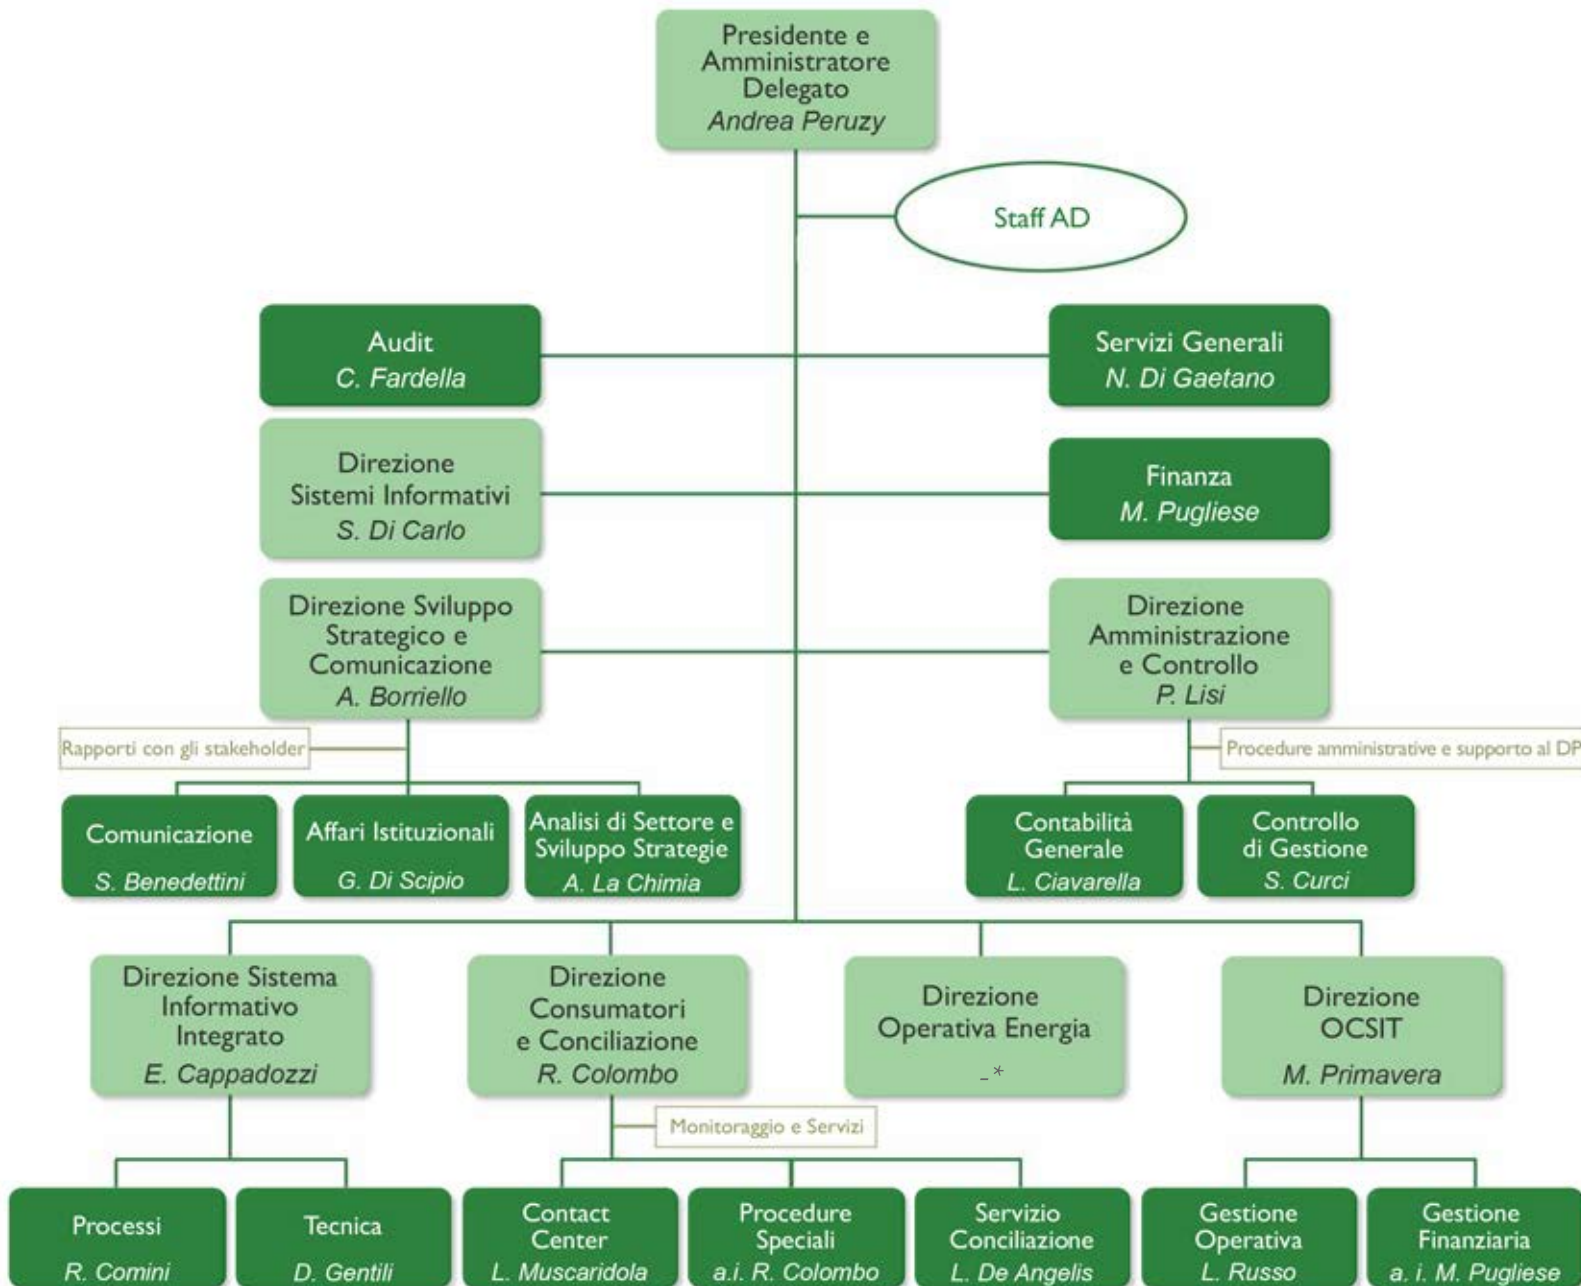 Presidente e
Amministratore
Delegato
Andrea Peruzy
Staff AD
Audit
C. Fardella
Servizi Generali
N. Di Gaetano
Direzione
Sistemi Informativi
S. Di Carlo
Finanza
M. Pugliese
Direzione Sviluppo
Strategico e
Comunicazione
A. Borriello
Direzione
Amministrazione
e Controllo
P. Lisi
Rapporti con gli stakeholder
Procedure amministrative e supporto al DP
Comunicazione
S. Benedettini
Affari Istituzionali
G. Di Scipio
Analisi di Settore e
Sviluppo Strategie
A. La Chimia
Contabilità
Generale
L. Ciavarella
Controllo
di Gestione
S. Curci
Direzione Sistema
Informativo
Integrato
E. Cappadozzi
Direzione
Consumatori
e Conciliazione
R. Colombo
Direzione
Operativa Energia
-*
Direzione
OCSIT
M. Primavera
Monitoraggio e Servizi
Processi
R. Comini
Tecnica
D. Gentili
Contact
Center
L. Muscaridola
Procedure
Speciali
a.i. R. Colombo
Servizio
Conciliazione
L. De Angelis
Gestione
Operativa
L. Russo
Gestione
Finanziaria
a. i. M. Pugliese